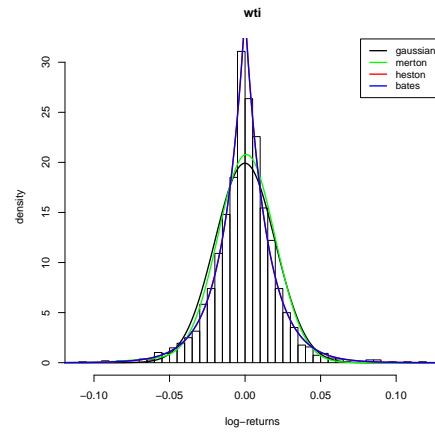 wti
gaussian
merton
heston
bates
density
30
25
20
15
10
5
0
−0.10 −0.05 0.00 0.05 0.10
log−returns